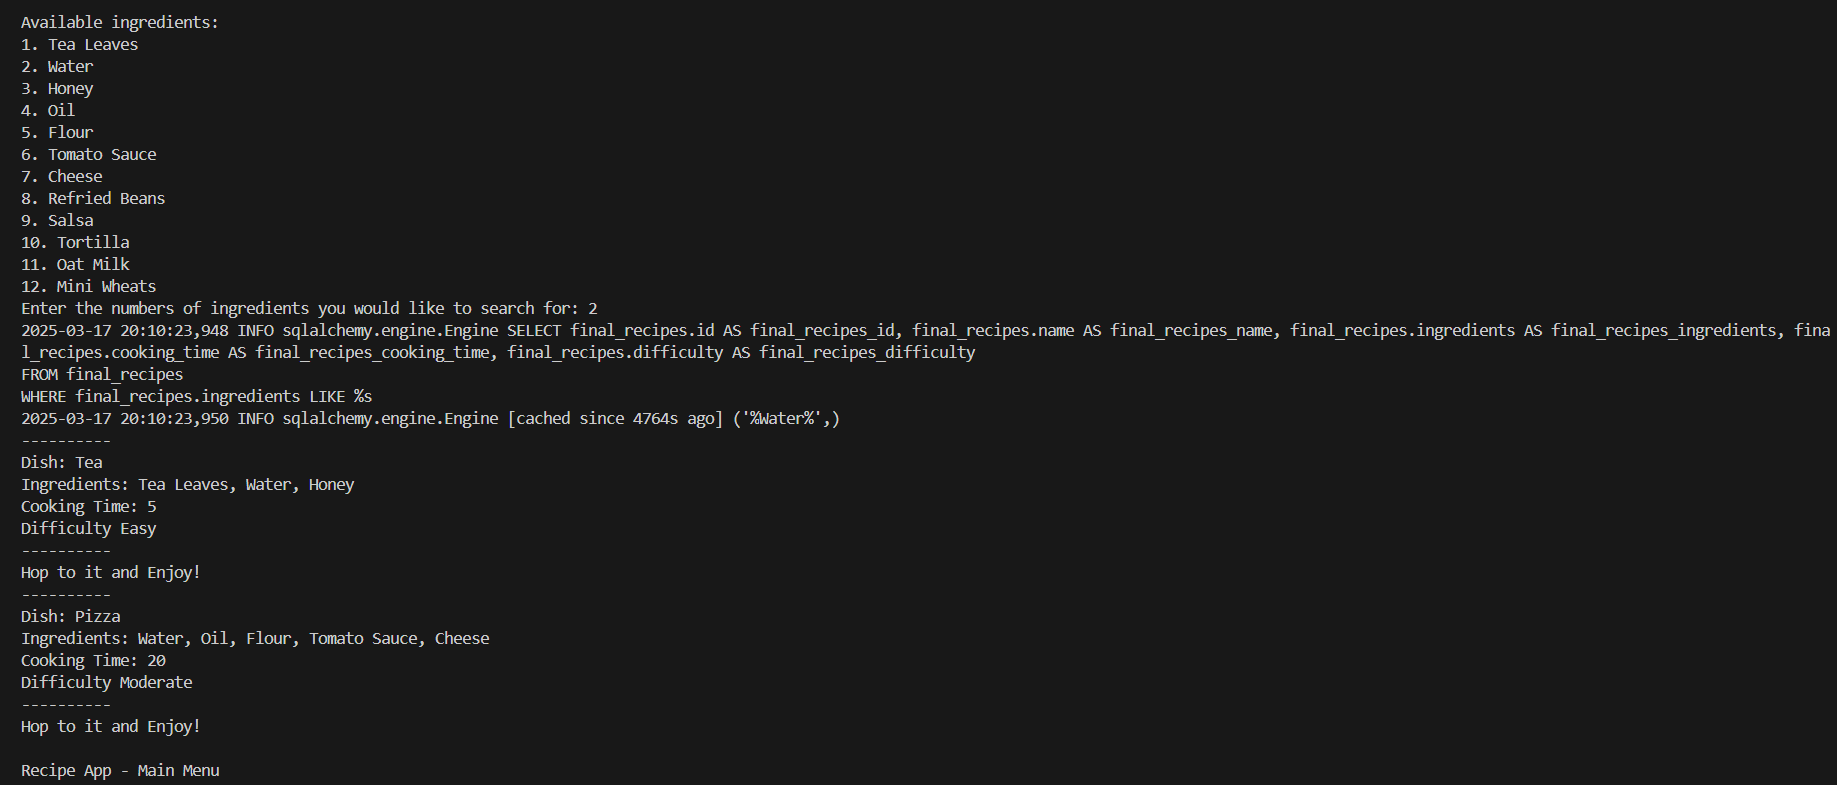 Available ingredients:
1. Tea Leaves
2. Water
3. Honey
4. Oil
5. Flour
6. Tomato Sauce
7. Cheese
8. Refried Beans
9. Salsa
10. Tortilla
11. Oat Milk
12. Mini Wheats
Enter the numbers of ingredients you would like to search for: 2
2025-03-17 20:10:23,948 INFO sqlalchemy.engine.Engine SELECT final_recipes.id AS final_recipes_id, final_recipes.name AS final_recipes_name, final_recipes.ingredients AS final_recipes_ingredients, fina
l_recipes.cooking_time AS final_recipes_cooking_time, final_recipes.difficulty AS final_recipes_difficulty
FROM final_recipes
WHERE final_recipes.ingredients LIKE %s
2025-03-17 20:10:23,950 INFO sqlalchemy.engine.Engine [cached since 4764s ago] ('%Water%',)
----------
Dish: Tea
Ingredients: Tea Leaves, Water, Honey
Cooking Time: 5
Difficulty Easy
----------
Hop to it and Enjoy!
----------
Dish: Pizza
Ingredients: Water, Oil, Flour, Tomato Sauce, Cheese
Cooking Time: 20
Difficulty Moderate
----------
Hop to it and Enjoy!
Recipe App - Main Menu